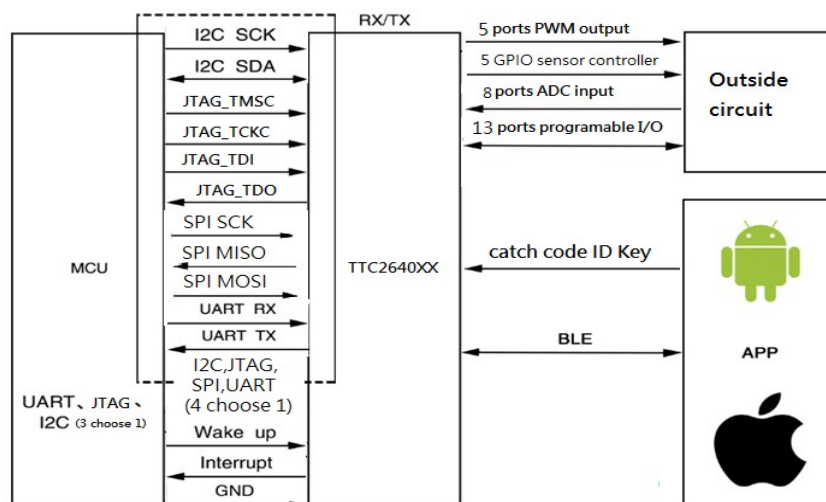 RX/TX
I2C SCK
I2C SDA
JTAG_TMSC
JTAG_TCKC
JTAG_TDI
JTAG_TDO
SPI SCK
SPI MISO
SPI MOSI
UART RX
UART TX
I2C,JTAG,
SPI,UART
(4 choose 1)
Wake up
Interrupt
GND
MCU
UART、JTAG、
I2C (3 choose 1)
TTC2640XX
5 ports PWM output
5 GPIO sensor controller
8 ports ADC input
13 ports programable I/O
Outside
circuit
catch code ID Key
BLE
APP